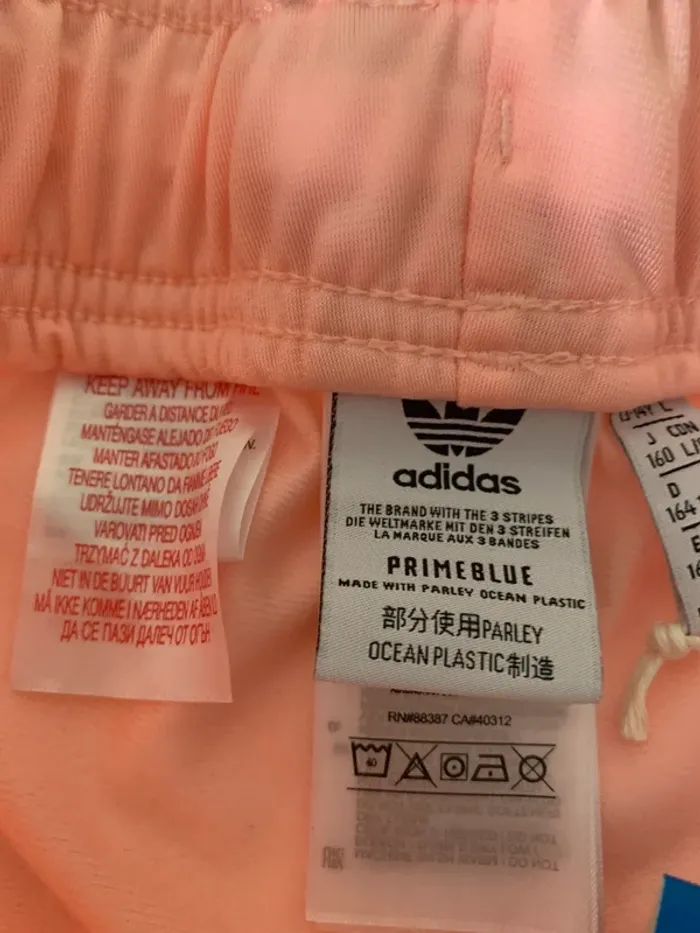 KEEP AWAY FROM FIRE
GARDER A DISTANCE DU
MANTÉNGASE ALEJADO DEL FUEGO
MANTER AFASTADO DO FOGO
TENERE LONTANO DA FIAMME LIBERE
UDRŽUJTE MIMO DOSAH
VAROVATI PRED OGNJEM
TRZYMAĆ Z DALEKA OD OGNIA
NIET IN DE BUURT VAN VUUR HOUDEN
MÅ IKKE KOMME I NÆRHEDEN AF ÅBEN ILD
ДА СЕ ПАЗИ ДАЛЕЧ ОТ ОГЪН
N.
adidas
THE BRAND WITH THE 3 STRIPES
DIE WELTMARKE MIT DEN 3 STREIFEN
LA MARQUE AUX 3 BANDES
PRIMEBLUE
MADE WITH PARLEY OCEAN PLASTIC
部分使用PARLEY
OCEAN PLASTIC制造
RN#88387 CA#40312
40
13-14Y L
J CDN
160 L/
D
164